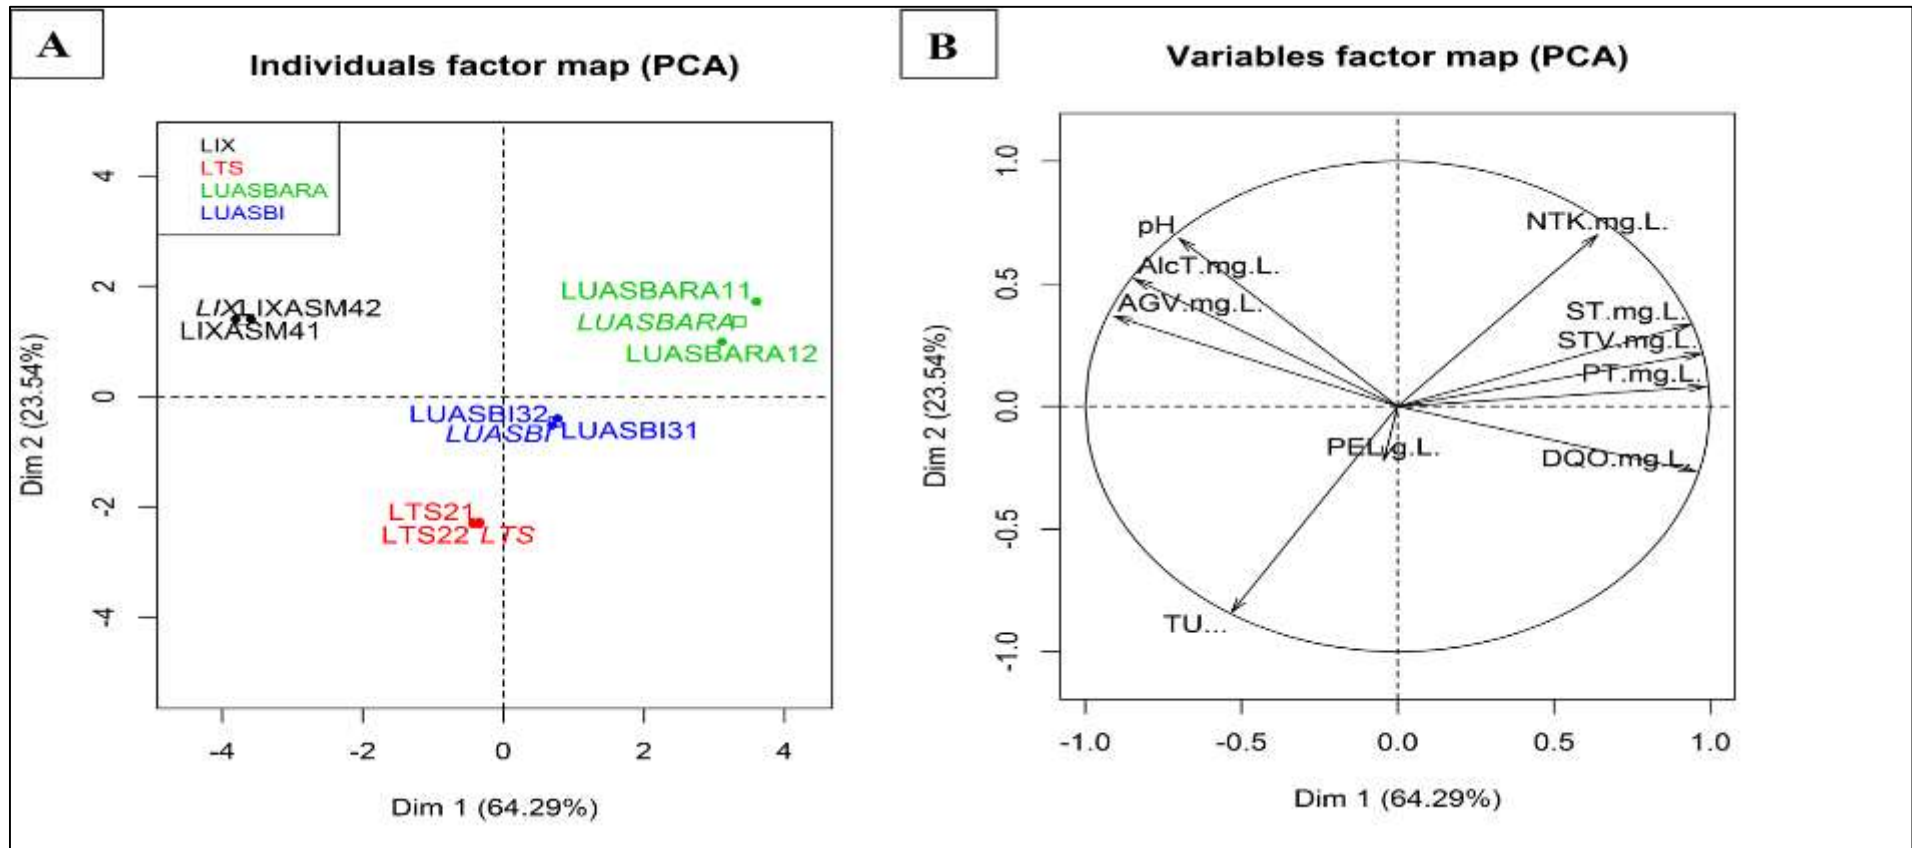 A
Individuals factor map (PCA)
LIX
LTS
LUASBARA
LUASBI
4
2
0
-2
-4
Dim 2 (23.54%)
LUASBARA11
LUASBARA
LUASBARA12
LIX LIXASM42
LIXASM41
LUASBI32
LUASBI LUASBI31
LTS21
LTS22 LTS
-4 -2 0 2 4
Dim 1 (64.29%)
B
Variables factor map (PCA)
1.0
0.5
0.0
-0.5
-1.0
Dim 2 (23.54%)
pH
NTK.mg.L.
AlcT.mg.L.
AGV.mg.L.
ST.mg.L.
STV.mg.L.
PT.mg.L.
PEL.g.L.
DQO.mg.L.
TU...
-1.0 -0.5 0.0 0.5 1.0
Dim 1 (64.29%)